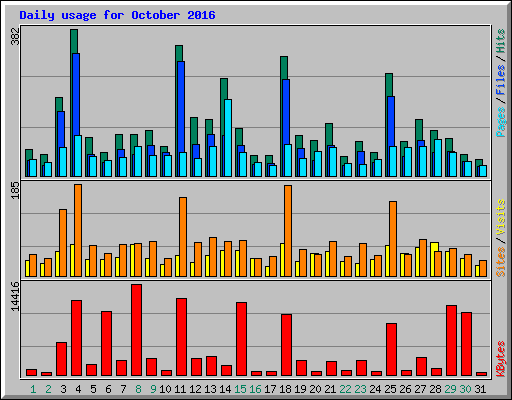 Daily usage for October 2016
382
Pages / Files / Hits
185
Sites / Visits
14416
KBytes
1 2 3 4 5 6 7 8 9 10 11 12 13 14 15 16 17 18 19 20 21 22 23 24 25 26 27 28 29 30 31